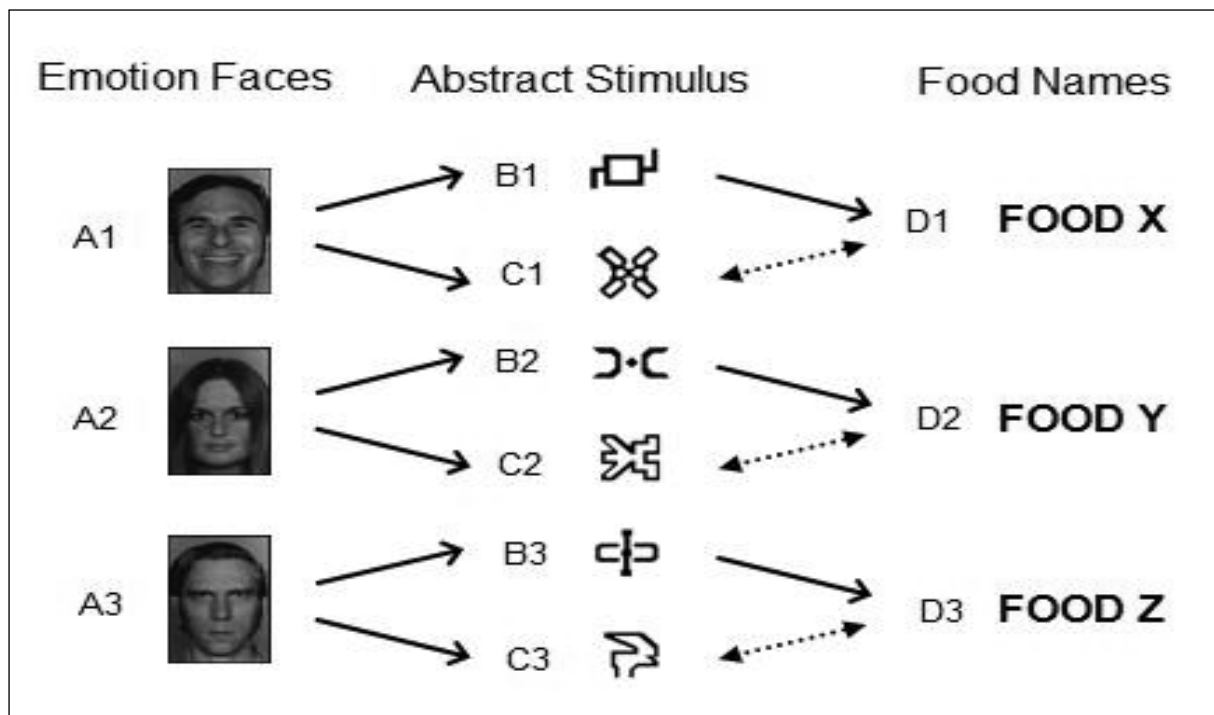 Emotion Faces Abstract Stimulus Food Names
B1
A1 D1 FOOD X
C1
B2
A2 D2 FOOD Y
C2
B3
A3 D3 FOOD Z
C3